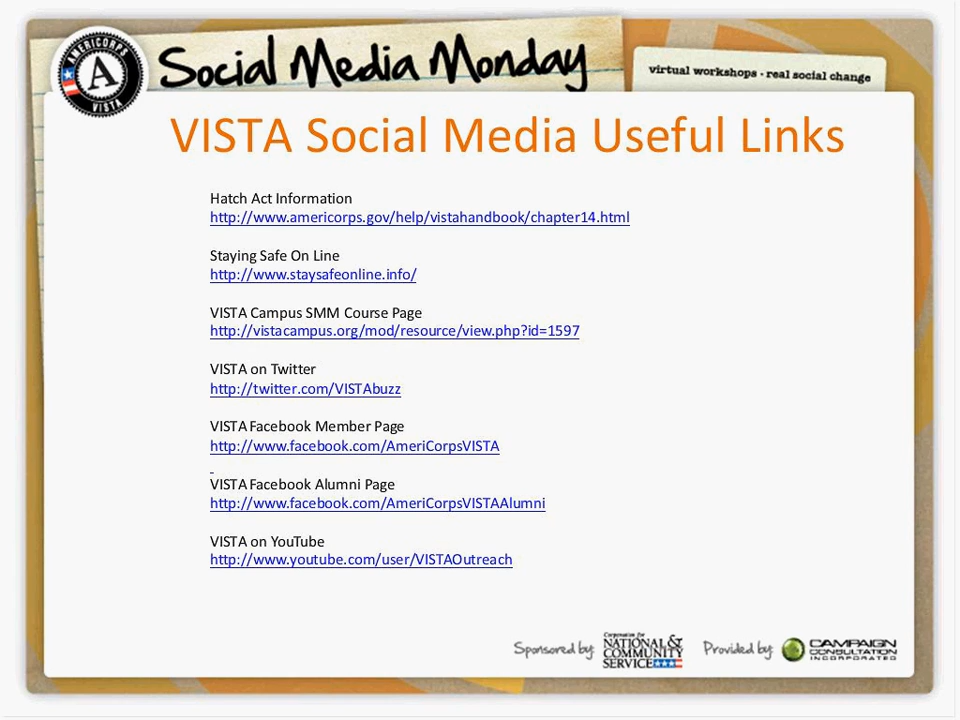 AMERICORPS
A
VISTA
Social Media Monday
virtual workshops · real social change
VISTA Social Media Useful Links
Hatch Act Information
http://www.americorps.gov/help/vistahandbook/chapter14.html
Staying Safe On Line
http://www.staysafeonline.info/
VISTA Campus SMM Course Page
http://vistacampus.org/mod/resource/view.php?id=1597
VISTA on Twitter
http://twitter.com/VISTAbuzz
VISTA Facebook Member Page
http://www.facebook.com/AmeriCorpsVISTA
VISTA Facebook Alumni Page
http://www.facebook.com/AmeriCorpsVISTAAlumni
VISTA on YouTube
http://www.youtube.com/user/VISTAOutreach
Sponsored by:
Corporation for
NATIONAL &
COMMUNITY
SERVICE
Provided by:
CAMPAIGN
CONSULTATION
INCORPORATED